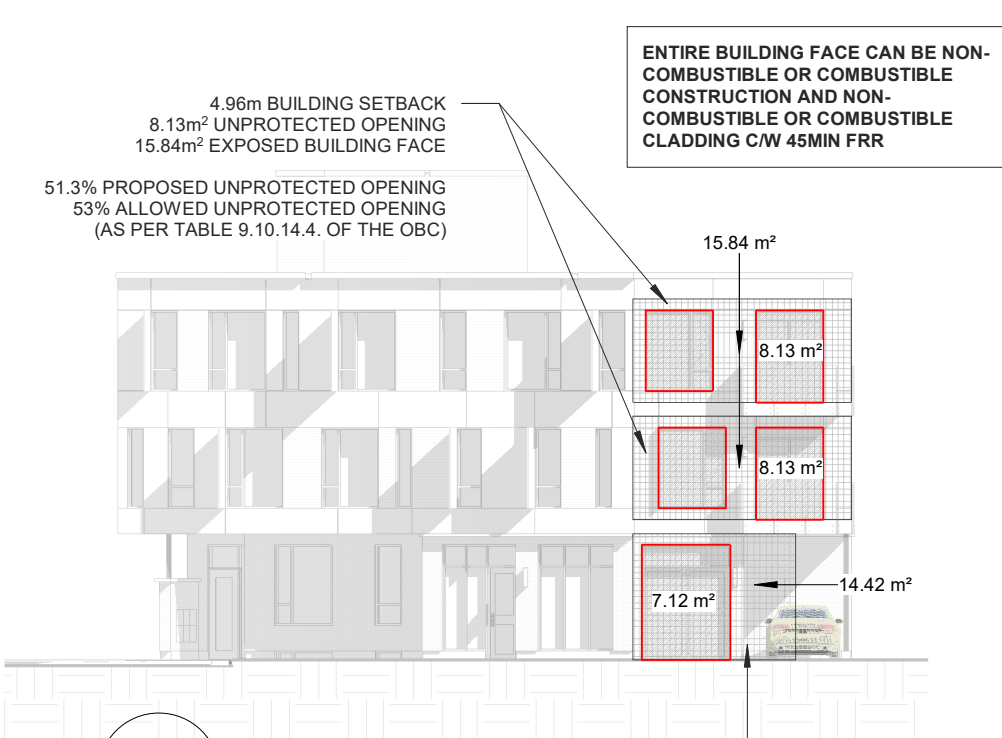 ENTIRE BUILDING FACE CAN BE NON-
COMBUSTIBLE OR COMBUSTIBLE
CONSTRUCTION AND NON-
COMBUSTIBLE OR COMBUSTIBLE
CLADDING C/W 45MIN FRR
4.96m BUILDING SETBACK
8.13m² UNPROTECTED OPENING
15.84m² EXPOSED BUILDING FACE
51.3% PROPOSED UNPROTECTED OPENING
53% ALLOWED UNPROTECTED OPENING
(AS PER TABLE 9.10.14.4. OF THE OBC)
15.84 m²
8.13 m²
8.13 m²
14.42 m²
7.12 m²